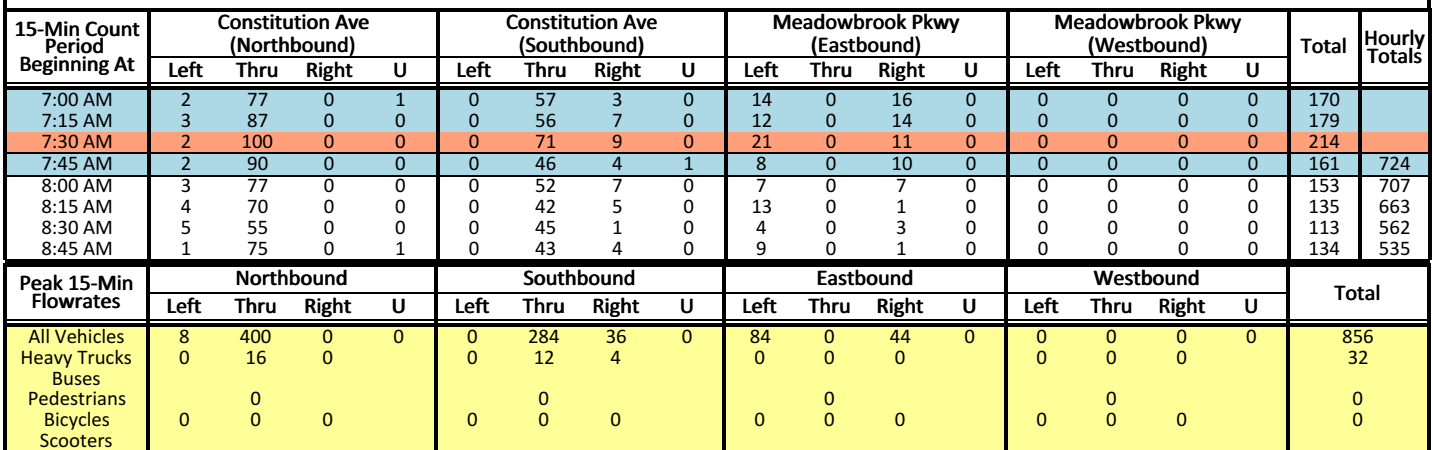 15-Min Count Period Beginning At | Constitution Ave (Northbound) | Constitution Ave (Southbound) | Meadowbrook Pkwy (Eastbound) | Meadowbrook Pkwy (Westbound) | Total | Hourly Totals
Left Thru Right U Left Thru Right U Left Thru Right U Left Thru Right U
7:00 AM 2 77 0 1 0 57 3 0 14 0 16 0 0 0 0 0 170
7:15 AM 3 87 0 0 0 56 7 0 12 0 14 0 0 0 0 0 179
7:30 AM 2 100 0 0 0 71 9 0 21 0 11 0 0 0 0 0 214
7:45 AM 2 90 0 0 0 46 4 1 8 0 10 0 0 0 0 0 161 724
8:00 AM 3 77 0 0 0 52 7 0 7 0 7 0 0 0 0 0 153 707
8:15 AM 4 70 0 0 0 42 5 0 13 0 1 0 0 0 0 0 135 663
8:30 AM 5 55 0 0 0 45 1 0 4 0 3 0 0 0 0 0 113 562
8:45 AM 1 75 0 1 0 43 4 0 9 0 1 0 0 0 0 0 134 535
Peak 15-Min Flowrates | Northbound | Southbound | Eastbound | Westbound | Total
Left Thru Right U Left Thru Right U Left Thru Right U Left Thru Right U
All Vehicles 8 400 0 0 0 284 36 0 84 0 44 0 0 0 0 0 856
Heavy Trucks 0 16 0 0 12 4 0 0 0 0 0 0 32
Buses
Pedestrians 0 0 0 0 0
Bicycles 0 0 0 0 0 0 0 0 0 0 0 0 0
Scooters